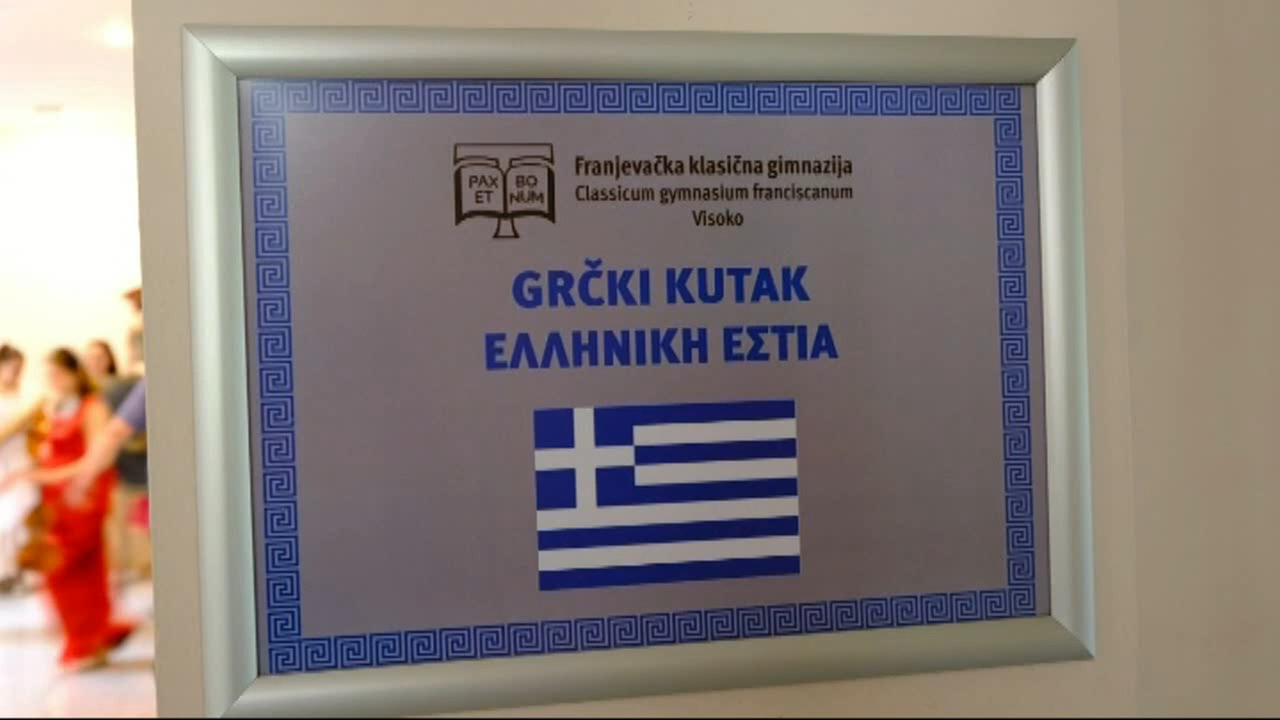 PAX
ET
BO
NUM
Franjevačka klasična gimnazija
Classicum gymnasium franciscanum
Visoko
GRČKI KUTAK
ΕΛΛΗΝΙΚΗ ΕΣΤΙΑ